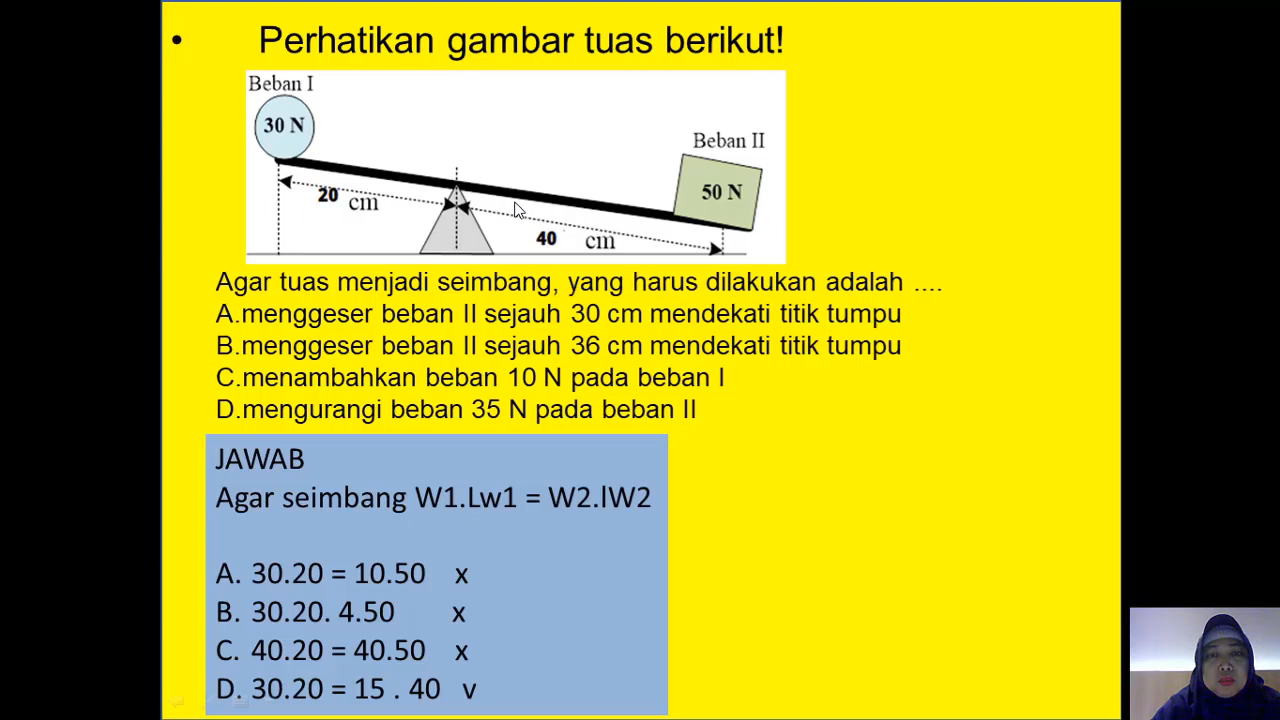 • Perhatikan gambar tuas berikut!
Beban I
30 N
Beban II
50 N
20 cm
40 cm
Agar tuas menjadi seimbang, yang harus dilakukan adalah ....
A.menggeser beban II sejauh 30 cm mendekati titik tumpu
B.menggeser beban II sejauh 36 cm mendekati titik tumpu
C.menambahkan beban 10 N pada beban I
D.mengurangi beban 35 N pada beban II
JAWAB
Agar seimbang W1.Lw1 = W2.lW2
A. 30.20 = 10.50 x
B. 30.20. 4.50 x
C. 40.20 = 40.50 x
D. 30.20 = 15 . 40 v